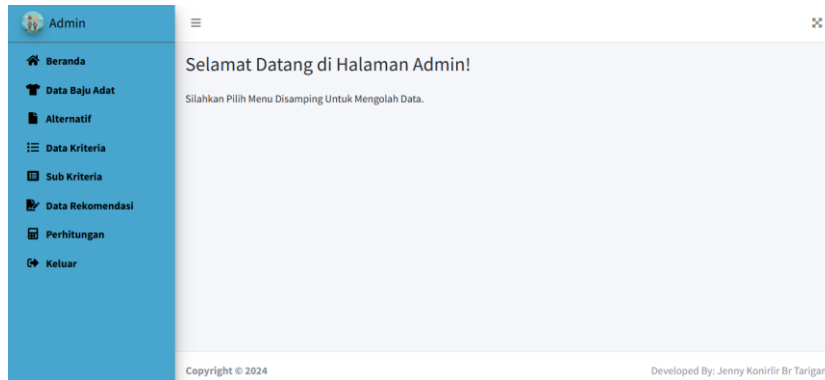 Admin
Beranda
Data Baju Adat
Alternatif
Data Kriteria
Sub Kriteria
Data Rekomendasi
Perhitungan
Keluar
Selamat Datang di Halaman Admin!
Silahkan Pilih Menu Disamping Untuk Mengolah Data.
Copyright © 2024
Developed By: Jenny Konirlir Br Tarigan